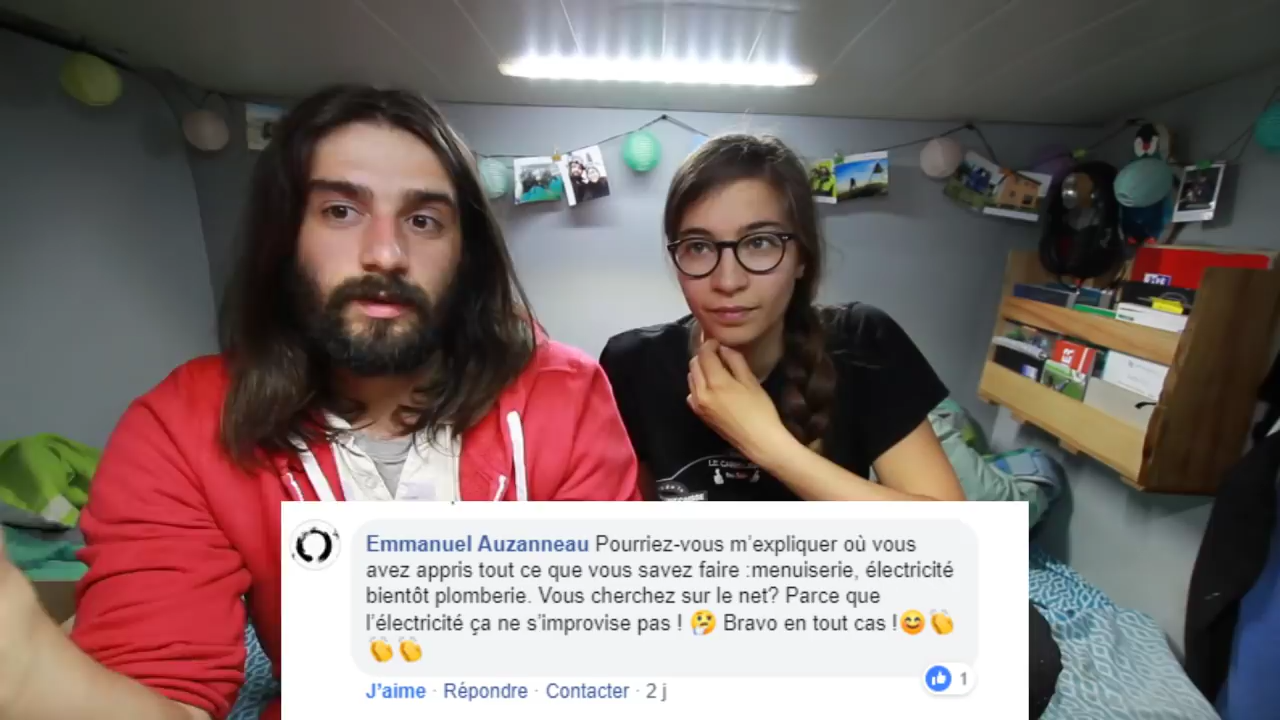 LE CAMION
Emmanuel Auzanneau Pourriez-vous m'expliquer où vous
avez appris tout ce que vous savez faire :menuiserie, électricité
bientôt plomberie. Vous cherchez sur le net? Parce que
l'électricité ça ne s'improvise pas ! 🤔 Bravo en tout cas !😊👏
👏👏
J'aime · Répondre · Contacter · 2 j
1